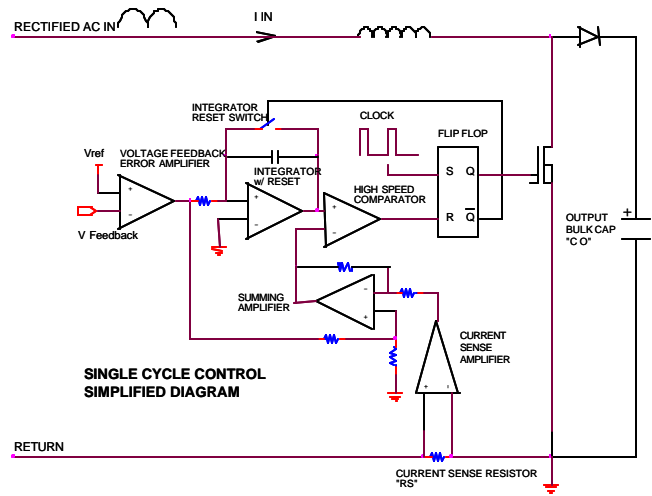 RECTIFIED AC IN
I IN
INTEGRATOR
RESET SWITCH
CLOCK
FLIP FLOP
Vref
VOLTAGE FEEDBACK
ERROR AMPLIFIER
INTEGRATOR
w/ RESET
HIGH SPEED
COMPARATOR
S Q
R Q
+
-
+
-
+
-
V Feedback
OUTPUT
BULK CAP
"C O"
+
SUMMING
AMPLIFIER
-
+
CURRENT
SENSE
AMPLIFIER
+ -
SINGLE CYCLE CONTROL
SIMPLIFIED DIAGRAM
RETURN
CURRENT SENSE RESISTOR
"RS"